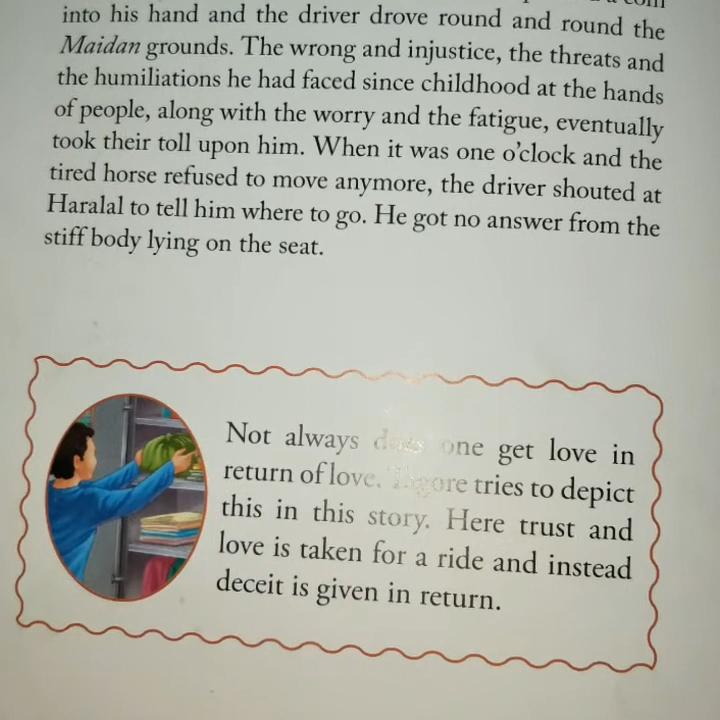 into his hand and the driver drove round and round the
Maidan grounds. The wrong and injustice, the threats and
the humiliations he had faced since childhood at the hands
of people, along with the worry and the fatigue, eventually
took their toll upon him. When it was one o'clock and the
tired horse refused to move anymore, the driver shouted at
Haralal to tell him where to go. He got no answer from the
stiff body lying on the seat.
Not always does one get love in
return of love. Tagore tries to depict
this in this story. Here trust and
love is taken for a ride and instead
deceit is given in return.